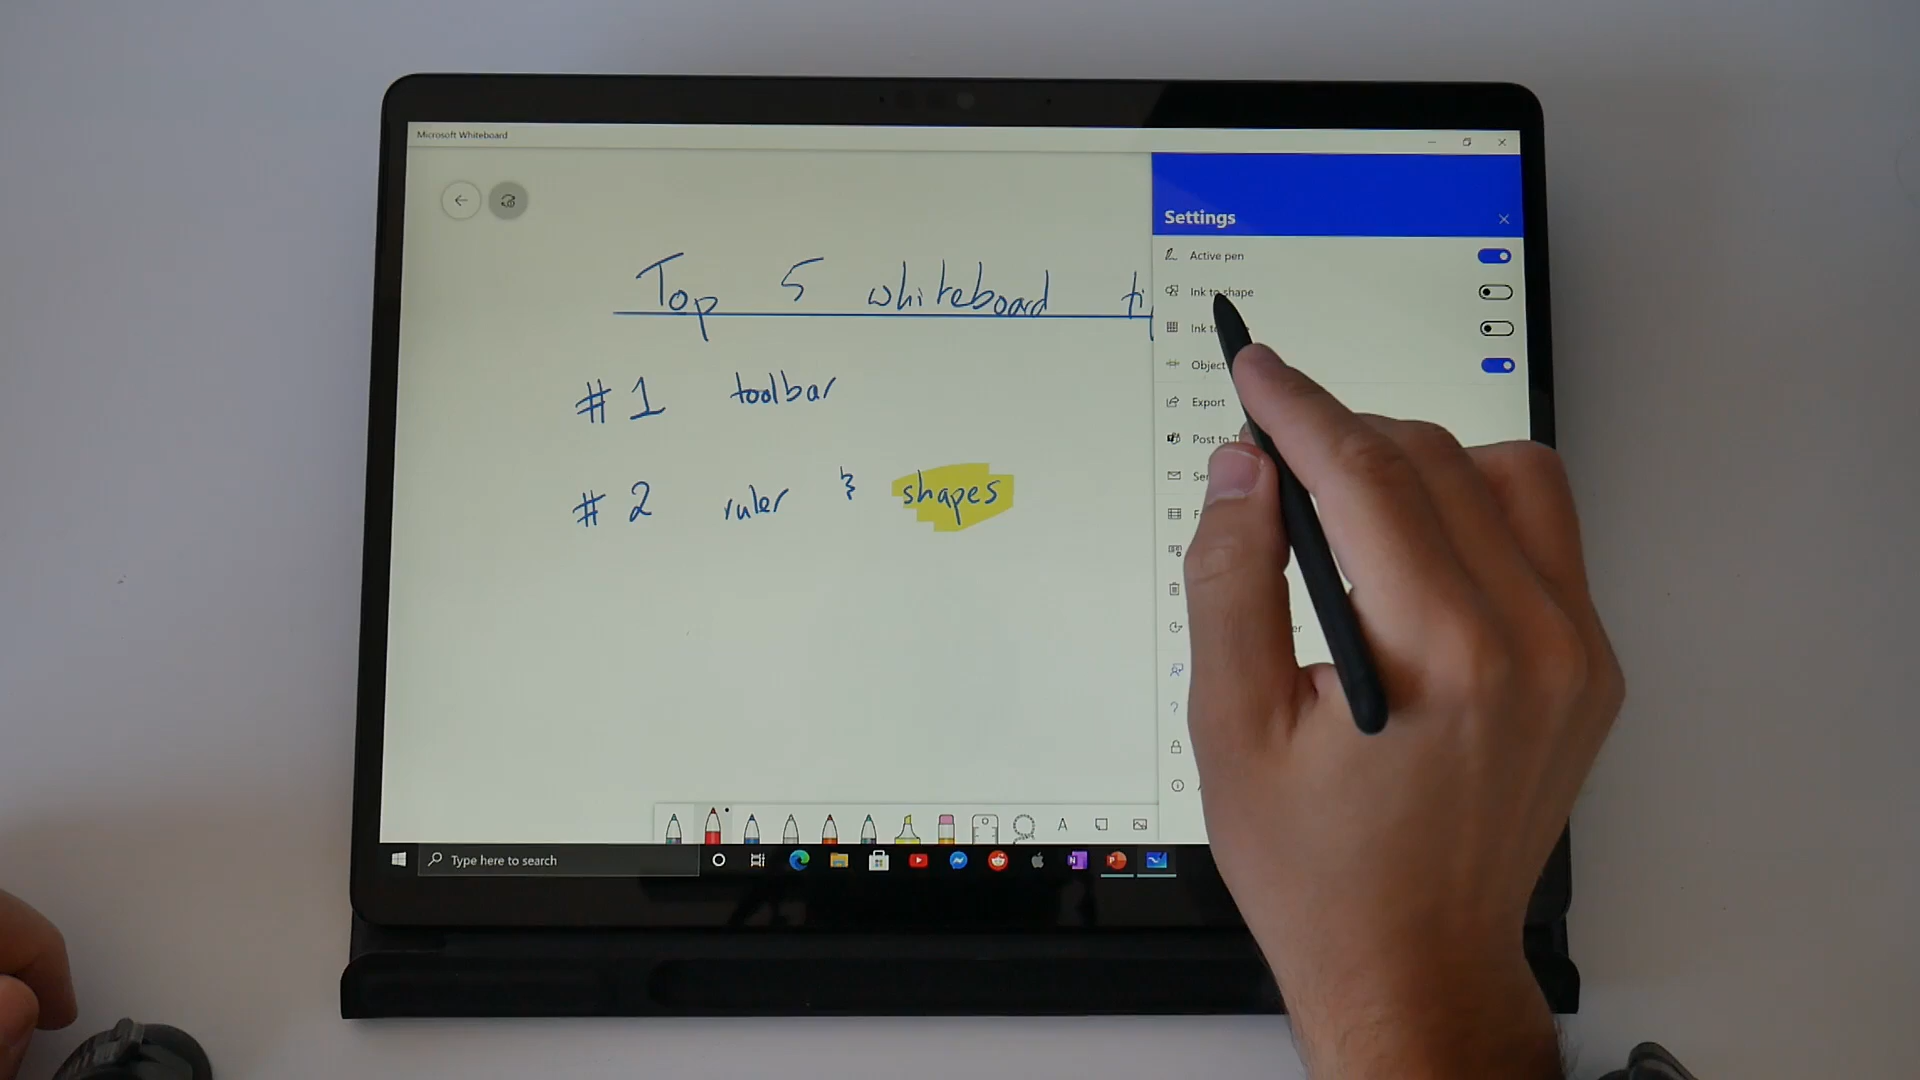 Microsoft Whiteboard
Settings
Active pen
Ink to shape
Ink
Object
Export
Post to
Top 5 whiteboard
# 1 toolbar
# 2 ruler & shapes
Type here to search